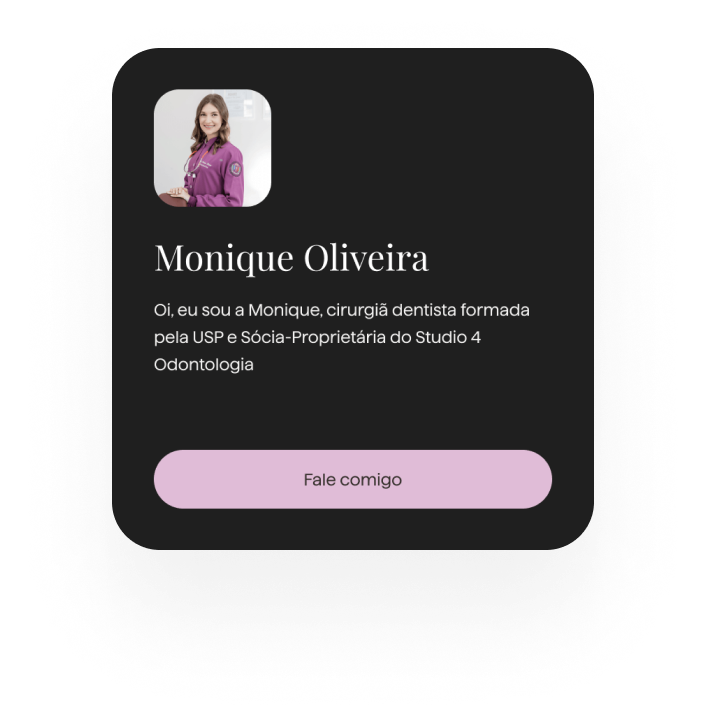 Monique Oliveira
Oi, eu sou a Monique, cirurgiã dentista formada
pela USP e Sócia-Proprietária do Studio 4
Odontologia
Fale comigo